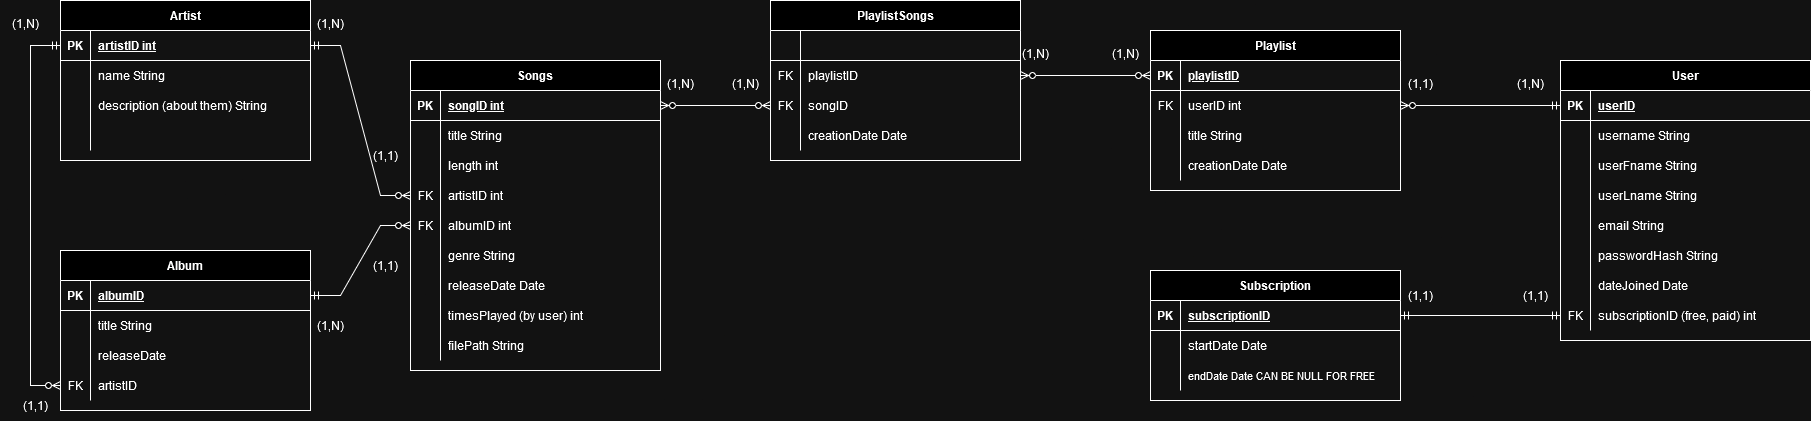 Artist
(1,N)
(1,N)
PK artistID int
name String
description (about them) String
Album
PK albumID
title String
releaseDate
FK artistID
(1,N)
(1,1)
(1,1)
(1,1)
Songs
PK songID int
title String
length int
FK artistID int
FK albumID int
genre String
releaseDate Date
timesPlayed (by user) int
filePath String
(1,N)
(1,N)
PlaylistSongs
FK playlistID
FK songID
creationDate Date
(1,N)
(1,N)
Playlist
PK playlistID
FK userID int
title String
creationDate Date
(1,1)
(1,N)
Subscription
PK subscriptionID
startDate Date
endDate Date CAN BE NULL FOR FREE
(1,1)
(1,1)
User
PK userID
username String
userFname String
userLname String
email String
passwordHash String
dateJoined Date
FK subscriptionID (free, paid) int